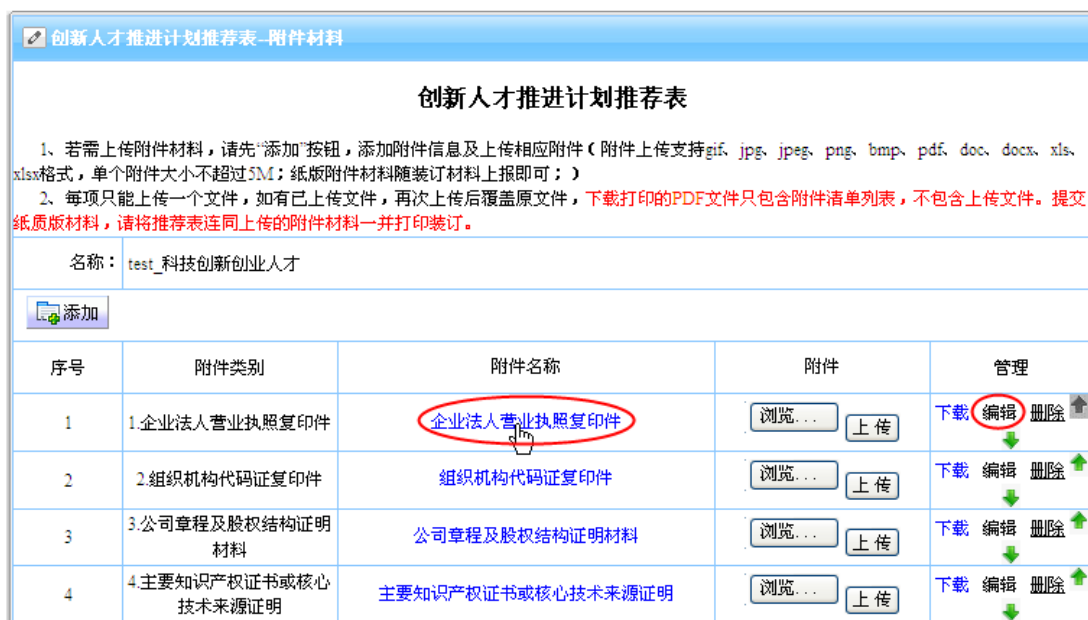 创新人才推进计划推荐表--附件材料
创新人才推进计划推荐表
1、若需上传附件材料，请先“添加”按钮，添加附件信息及上传相应附件（附件上传支持gif、jpg、jpeg、png、bmp、pdf、doc、docx、xls、
xlsx格式，单个附件大小不超过5M；纸版附件材料随装订材料上报即可；）
2、每项只能上传一个文件，如有已上传文件，再次上传后覆盖原文件，下载打印的PDF文件只包含附件清单列表，不包含上传文件。提交
纸质版材料，请将推荐表连同上传的附件材料一并打印装订。
名称： test_科技创新创业人才
添加
序号 附件类别 附件名称 附件 管理
1 1.企业法人营业执照复印件 企业法人营业执照复印件 浏览... 上传 下载 编辑 删除
2 2.组织机构代码证复印件 组织机构代码证复印件 浏览... 上传 下载 编辑 删除
3 3.公司章程及股权结构证明 公司章程及股权结构证明材料 浏览... 上传 下载 编辑 删除
材料
4 4.主要知识产权证书或核心 主要知识产权证书或核心技术来源证明 浏览... 上传 下载 编辑 删除
技术来源证明